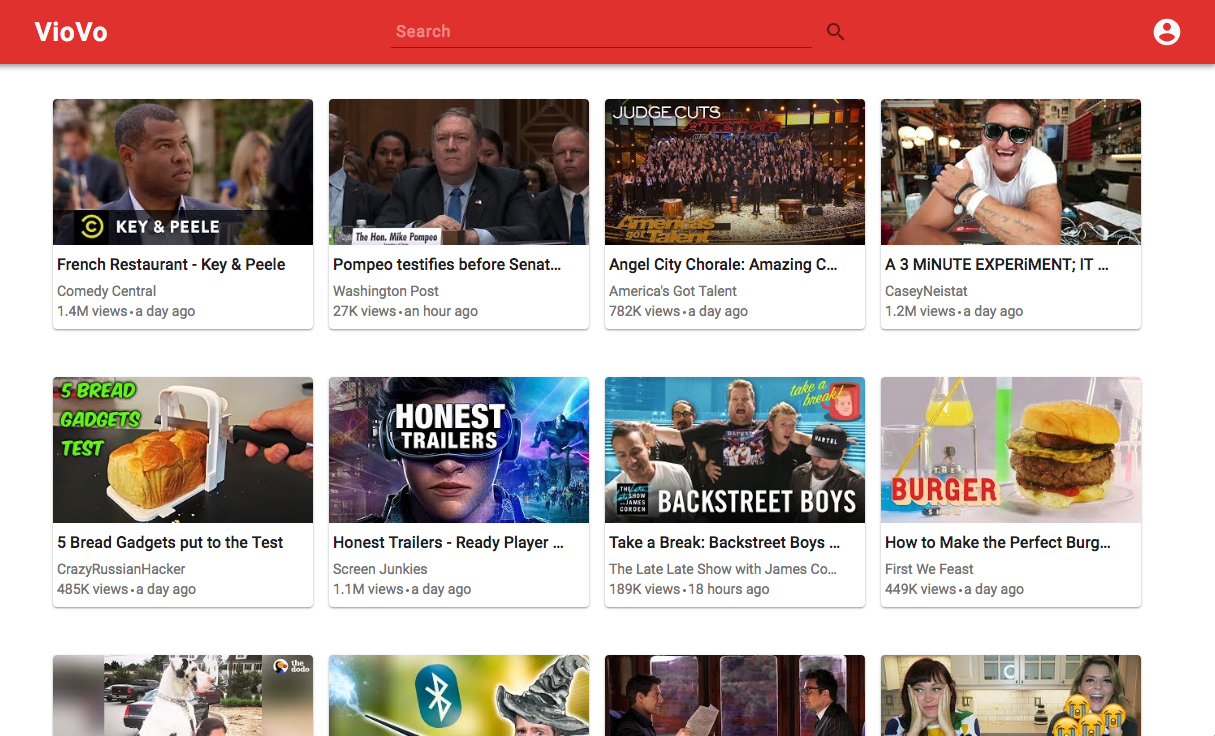 VioVo
Search
KEY & PEELE
French Restaurant - Key & Peele
Comedy Central
1.4M views • a day ago
The Hon. Mike Pompeo
Pompeo testifies before Senat...
Washington Post
27K views • an hour ago
JUDGE CUTS
America's
got Talent
Angel City Chorale: Amazing C...
America's Got Talent
782K views • a day ago
A 3 MiNUTE EXPERiMENT; IT ...
CaseyNeistat
1.2M views • a day ago
5 BREAD
GADGETS
TEST
5 Bread Gadgets put to the Test
CrazyRussianHacker
485K views • a day ago
HONEST
TRAILERS
Honest Trailers - Ready Player ...
Screen Junkies
1.1M views • a day ago
take a
break!
THE LATE LATE
SHOW WITH
JAMES
CORDEN
BACKSTREET BOYS
Take a Break: Backstreet Boys ...
The Late Late Show with James Co...
189K views • 18 hours ago
THE
BURGER
SHOW
How to Make the Perfect Burg...
First We Feast
449K views • a day ago
the
dodo